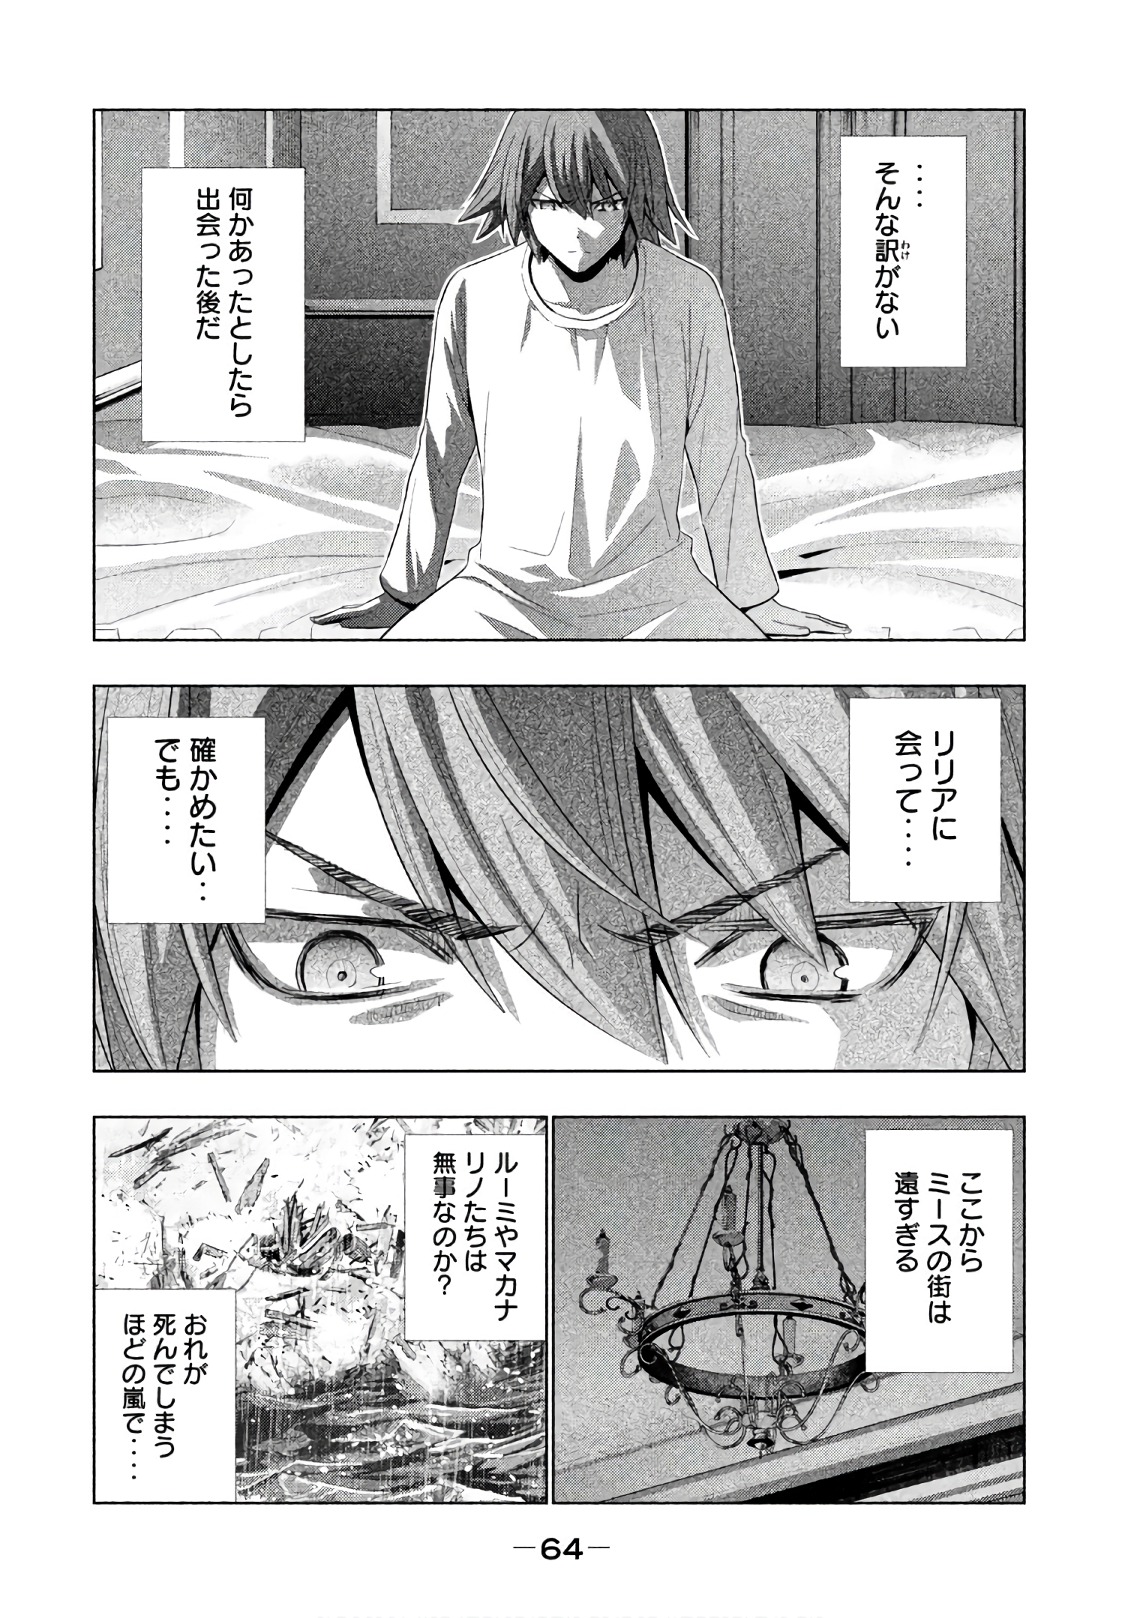 ‥‥
そんな訳がない
わけ
何かあったとしたら
出会った後だ
リリアに
会って‥‥
確かめたい‥
でも‥‥
ここから
ミースの街は
遠すぎる
ルーミやマカナ
リノたちは
無事なのか?
おれが
死んでしまう
ほどの嵐で‥‥
—64—